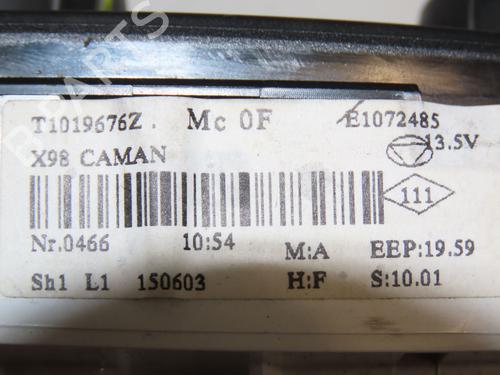 T1019676Z. Mc 0F E1072485
X98 CAMAN 13.5V
111
Nr.0466 10:54 M:A EEP:19.59
Sh1 L1 150603 H:F S:10.01